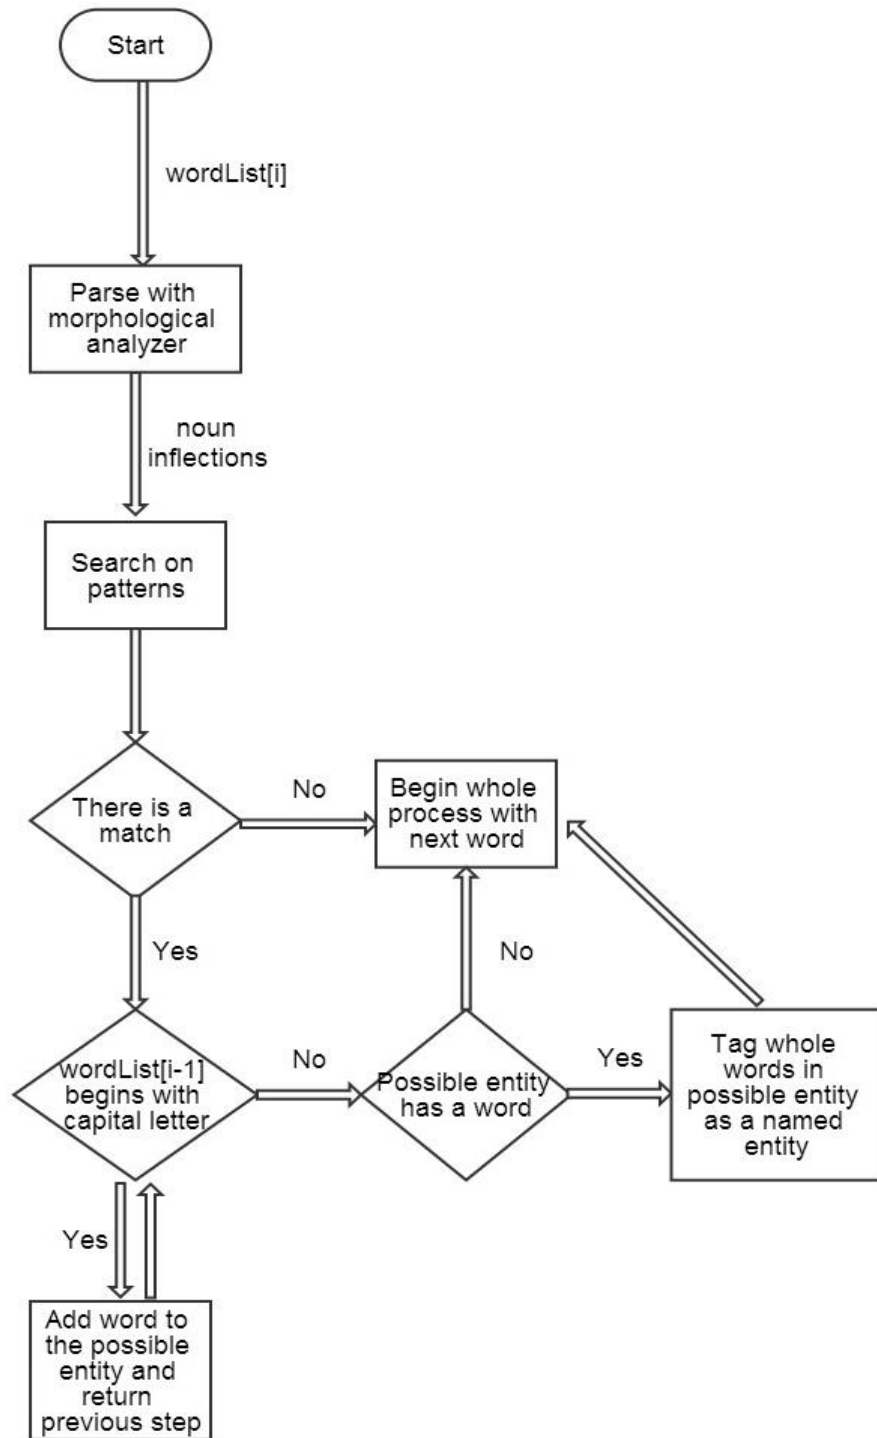 Start
wordList[i]
Parse with
morphological
analyzer
noun
inflections
Search on
patterns
There is a
match
No
Begin whole
process with
next word
Yes
No
wordList[i-1]
begins with
capital letter
No
Possible entity
has a word
Yes
Tag whole
words in
possible entity
as a named
entity
Yes
Add word to
the possible
entity and
return
previous step